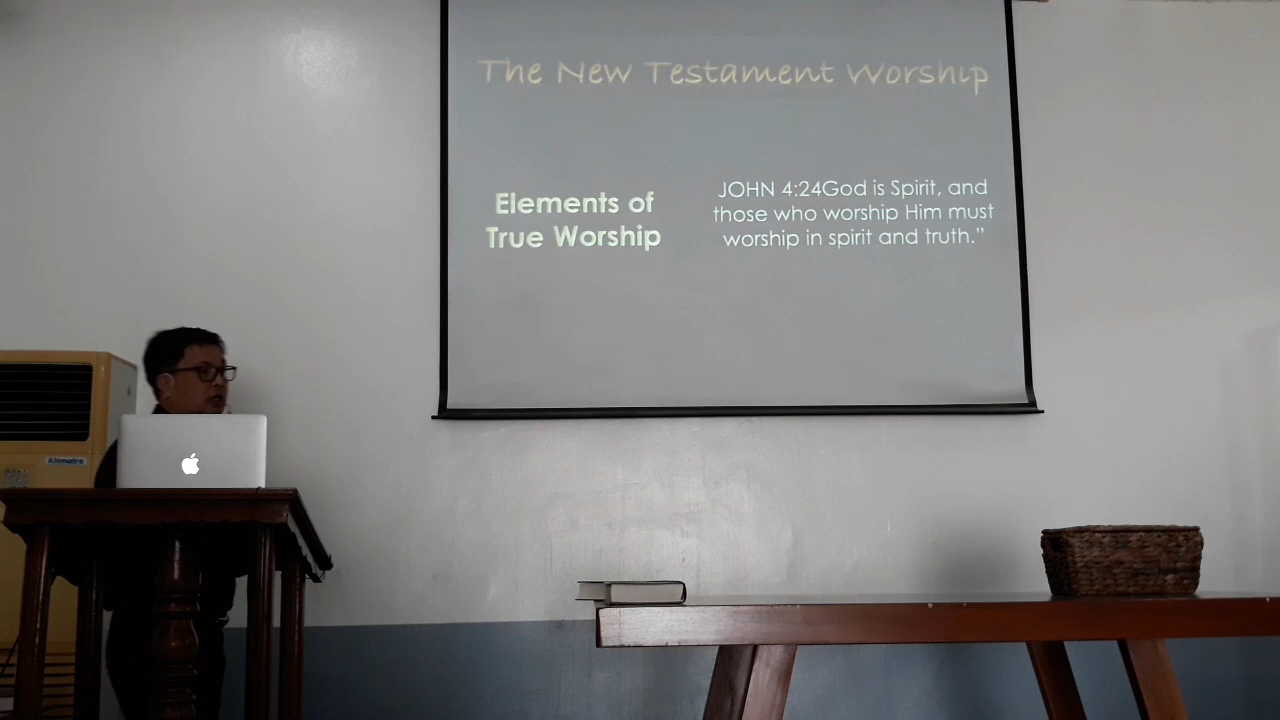 The New Testament Worship
Elements of
True Worship
JOHN 4:24God is Spirit, and
those who worship Him must
worship in spirit and truth.”